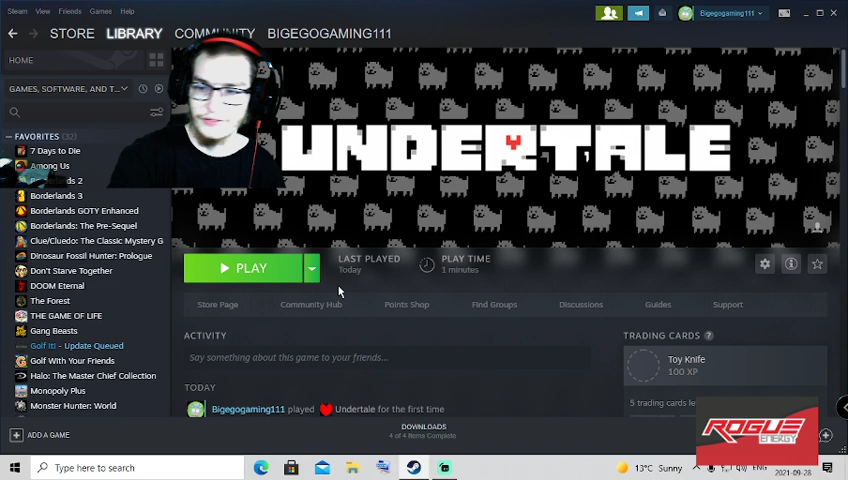 Steam View Friends Games Help
Bigegogaming111
STORE LIBRARY COMMUNITY BIGEGOGAMING111
HOME
GAMES, SOFTWARE, AND T...
UNDERTALE
FAVORITES (32)
7 Days to Die
Among Us
Borderlands 2
Borderlands 3
Borderlands GOTY Enhanced
Borderlands: The Pre-Sequel
Clue/Cluedo: The Classic Mystery G
Dinosaur Fossil Hunter: Prologue
Don't Starve Together
DOOM Eternal
The Forest
THE GAME OF LIFE
Gang Beasts
Golf It! - Update Queued
Golf With Your Friends
Halo: The Master Chief Collection
Monopoly Plus
Monster Hunter: World
PLAY
LAST PLAYED
Today
PLAY TIME
1 minutes
Store Page Community Hub Points Shop Find Groups Discussions Guides Support
ACTIVITY
Say something about this game to your friends...
TODAY
Bigegogaming111 played Undertale for the first time
TRADING CARDS ?
Toy Knife
100 XP
5 trading cards
ROGUE
ENERGY
ADD A GAME
DOWNLOADS
4 of 4 Items Complete
Type here to search
13°C Sunny
ENG
2021-09-28